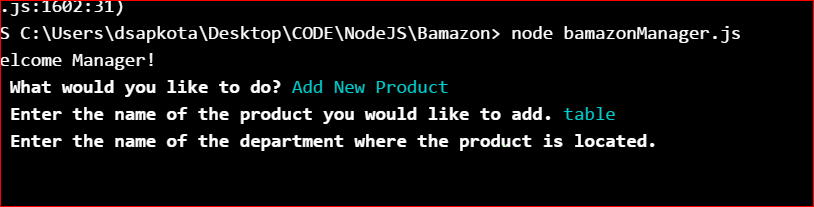 .js:1602:31)
S C:\Users\dsapkota\Desktop\CODE\NodeJS\Bamazon> node bamazonManager.js
elcome Manager!
What would you like to do? Add New Product
Enter the name of the product you would like to add. table
Enter the name of the department where the product is located.